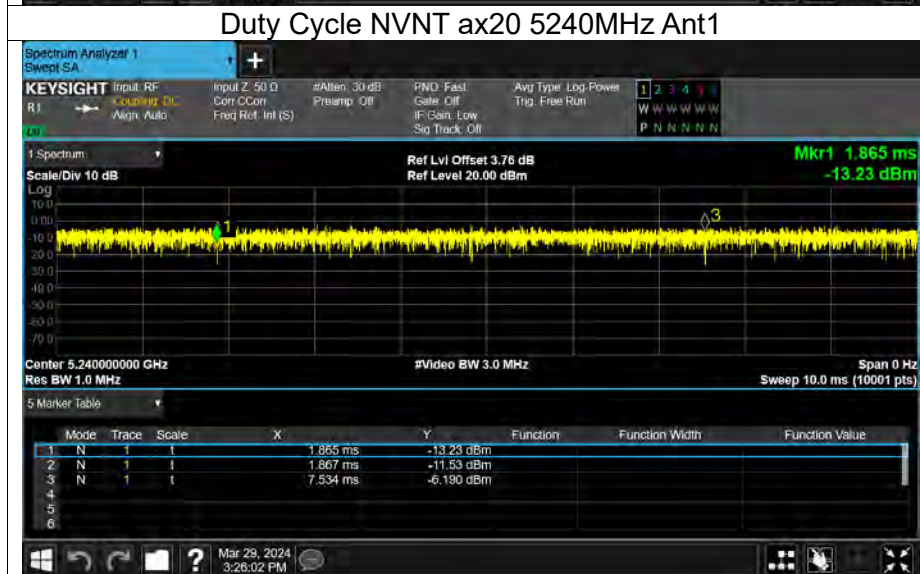 Duty Cycle NVNT ax20 5240MHz Ant1
Spectrum Analyzer 1
Swept SA
+
KEYSIGHT Input: RF Input Z: 50 Ω #Atten: 30 dB PNO: Fast Avg Type: Log-Power 1 2 3 4 5 6
R L Coupling: DC Corr CCorr Preamp: Off Gate: Off Trig: Free Run W W W W W W
Align: Auto Freq Ref: Int (S) IF Gain: Low
Sig Track: Off P N N N N N
1 Spectrum Ref Lvl Offset 3.76 dB Mkr1 1.865 ms
Scale/Div 10 dB Ref Level 20.00 dBm -13.23 dBm
Log
10.0
0.00
-10.0
-20.0
-30.0
-40.0
-50.0
-60.0
-70.0
1
3
Center 5.240000000 GHz #Video BW 3.0 MHz Span 0 Hz
Res BW 1.0 MHz Sweep 10.0 ms (10001 pts)
5 Marker Table
Mode Trace Scale X Y Function Function Width Function Value
1 N 1 t 1.865 ms -13.23 dBm
2 N 1 t 1.867 ms -11.53 dBm
3 N 1 t 7.534 ms -6.190 dBm
4
5
6
? Mar 29, 2024
3:26:02 PM